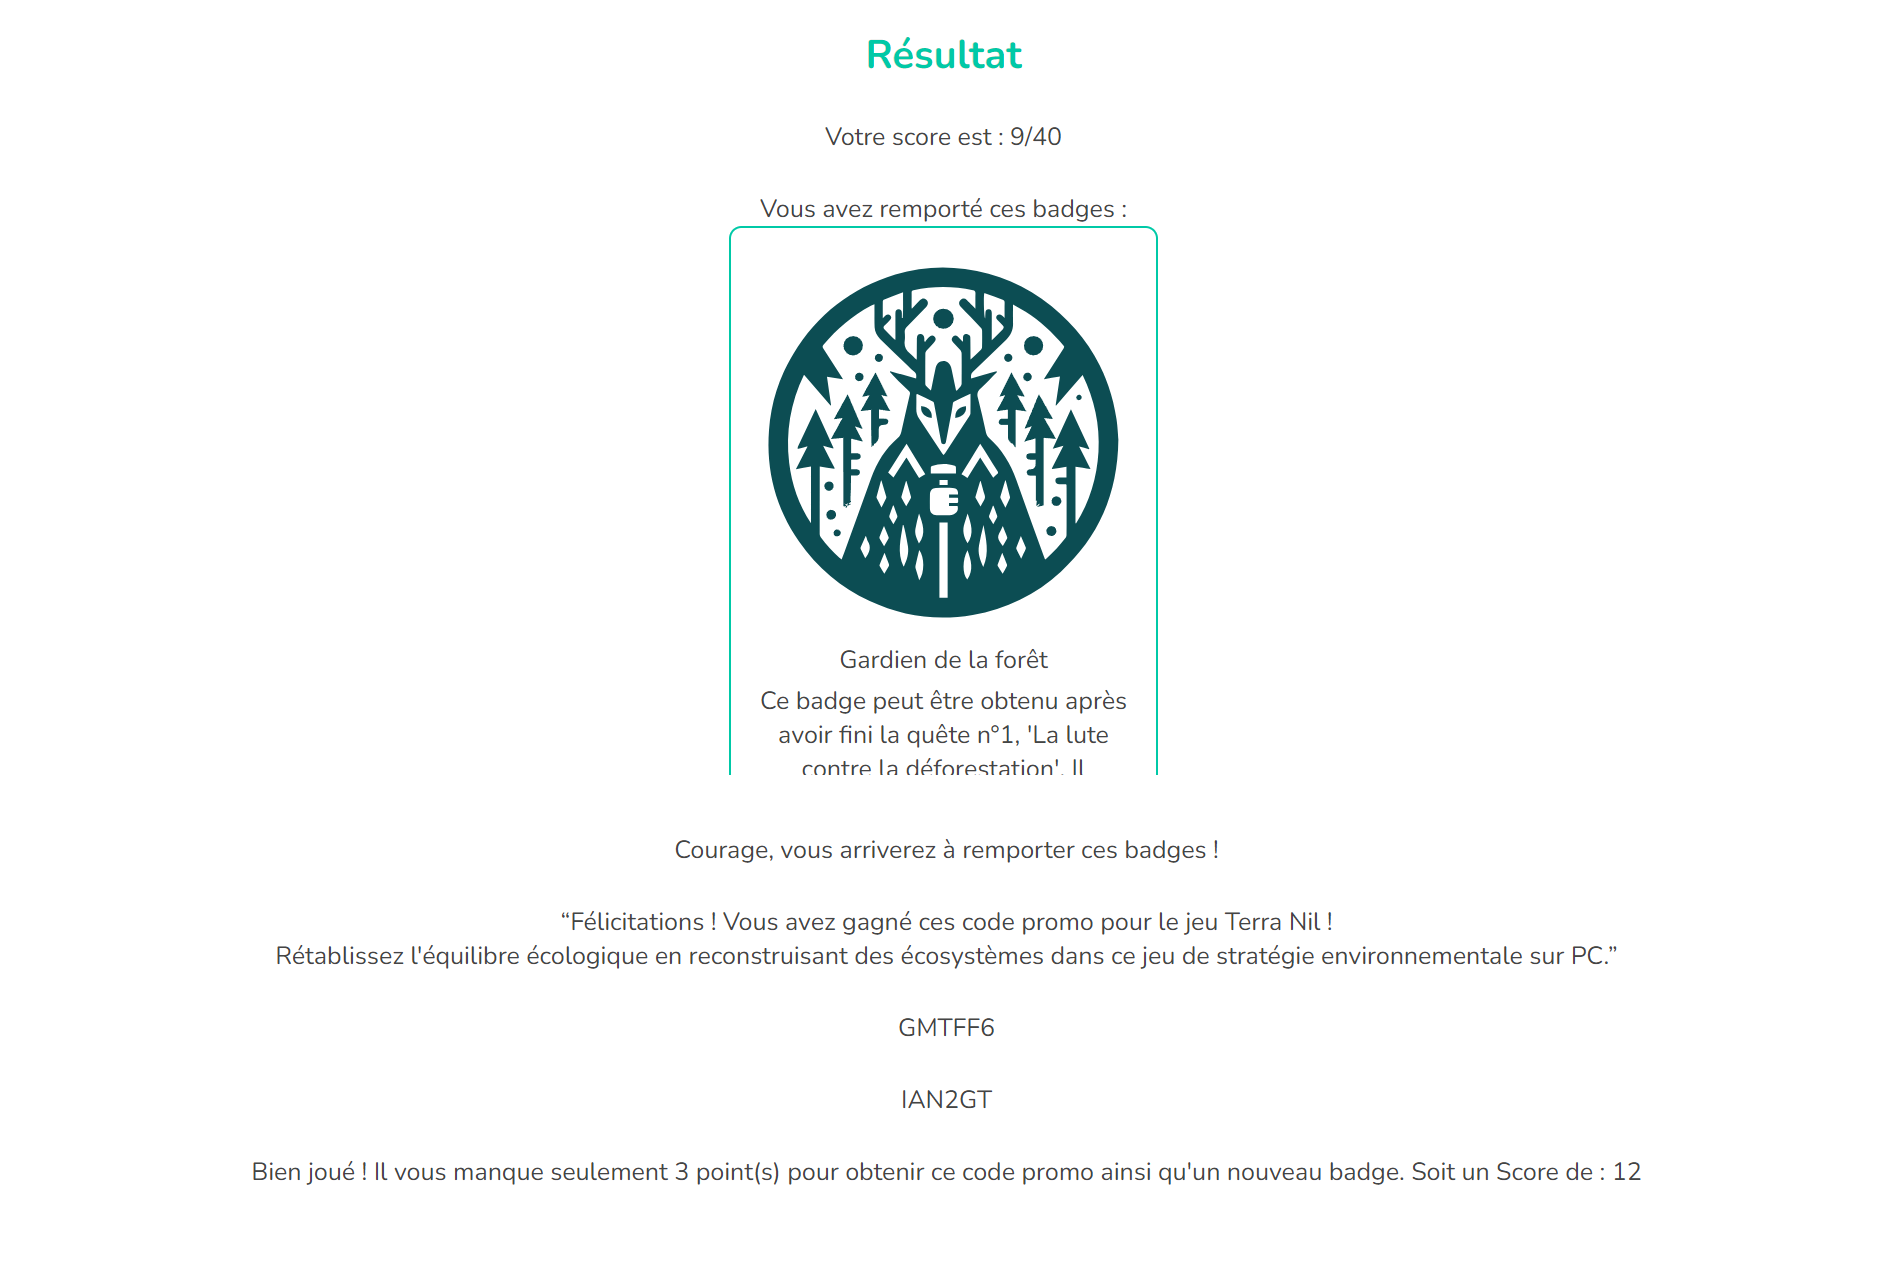 Résultat
Votre score est : 9/40
Vous avez remporté ces badges :
Gardien de la forêt
Ce badge peut être obtenu après
avoir fini la quête n°1, 'La lute
contre la déforestation'. Il
Courage, vous arriverez à remporter ces badges !
“Félicitations ! Vous avez gagné ces code promo pour le jeu Terra Nil !
Rétablissez l'équilibre écologique en reconstruisant des écosystèmes dans ce jeu de stratégie environnementale sur PC.”
GMTFF6
IAN2GT
Bien joué ! Il vous manque seulement 3 point(s) pour obtenir ce code promo ainsi qu'un nouveau badge. Soit un Score de : 12